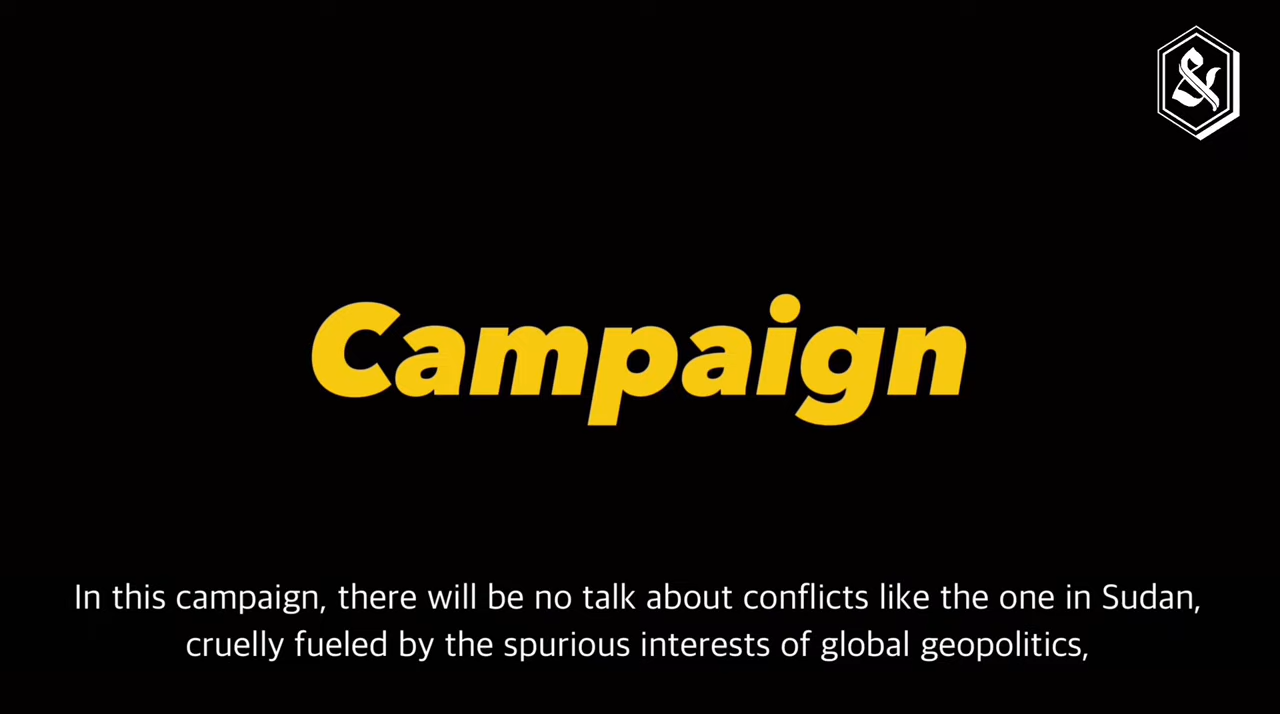 &
Campaign
In this campaign, there will be no talk about conflicts like the one in Sudan,
cruelly fueled by the spurious interests of global geopolitics,